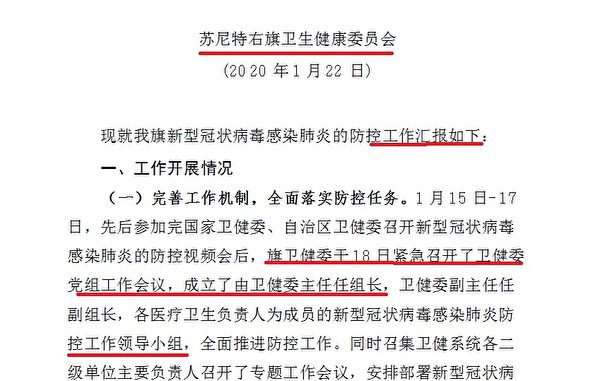 苏尼特右旗卫生健康委员会
(2020 年 1 月 22 日)
现就我旗新型冠状病毒感染肺炎的防控工作汇报如下:
一、工作开展情况
（一）完善工作机制，全面落实防控任务。1 月 15 日-17
日，先后参加完国家卫健委、自治区卫健委召开新型冠状病毒
感染肺炎的防控视频会后，旗卫健委于 18 日紧急召开了卫健委
党组工作会议，成立了由卫健委主任任组长，卫健委副主任任
副组长，各医疗卫生负责人为成员的新型冠状病毒感染肺炎防
控工作领导小组，全面推进防控工作。同时召集卫健系统各二
级单位主要负责人召开了专题工作会议，安排部署新型冠状病